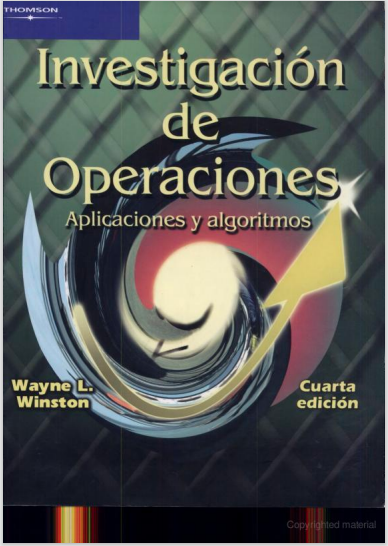 THOMSON
Investigación
de
Operaciones
Aplicaciones y algoritmos
Wayne L.
Winston
Cuarta
edición
Copyrighted material